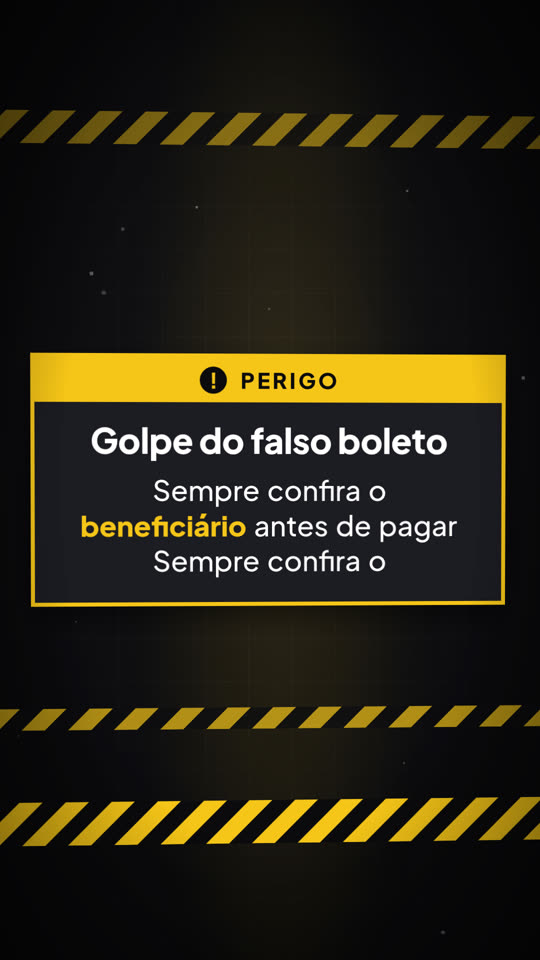 PERIGO
Golpe do falso boleto
Sempre confira o
beneficiário antes de pagar
Sempre confira o